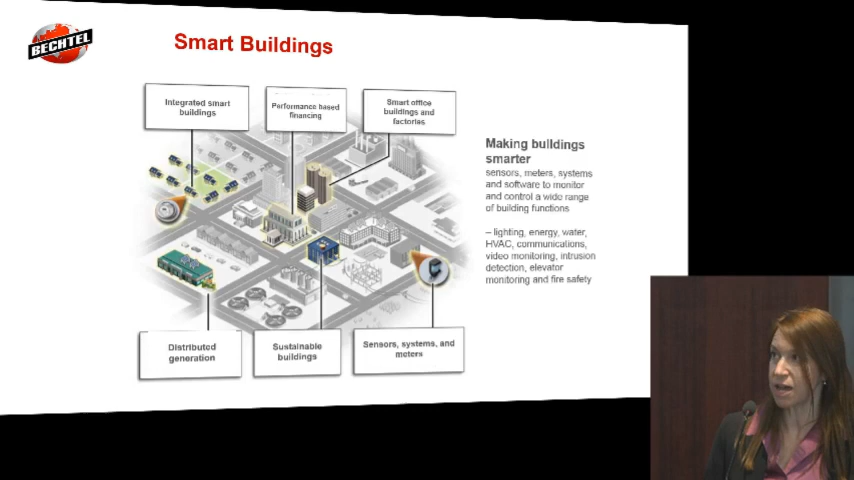 BECHTEL
Smart Buildings
Integrated smart
buildings
Performance based
financing
Smart office
buildings and
factories
Making buildings
smarter
sensors, meters, systems
and software to monitor
and control a wide range
of building functions
– lighting, energy, water,
HVAC, communications,
video monitoring, intrusion
detection, elevator
monitoring and fire safety
Distributed
generation
Sustainable
buildings
Sensors, systems, and
meters